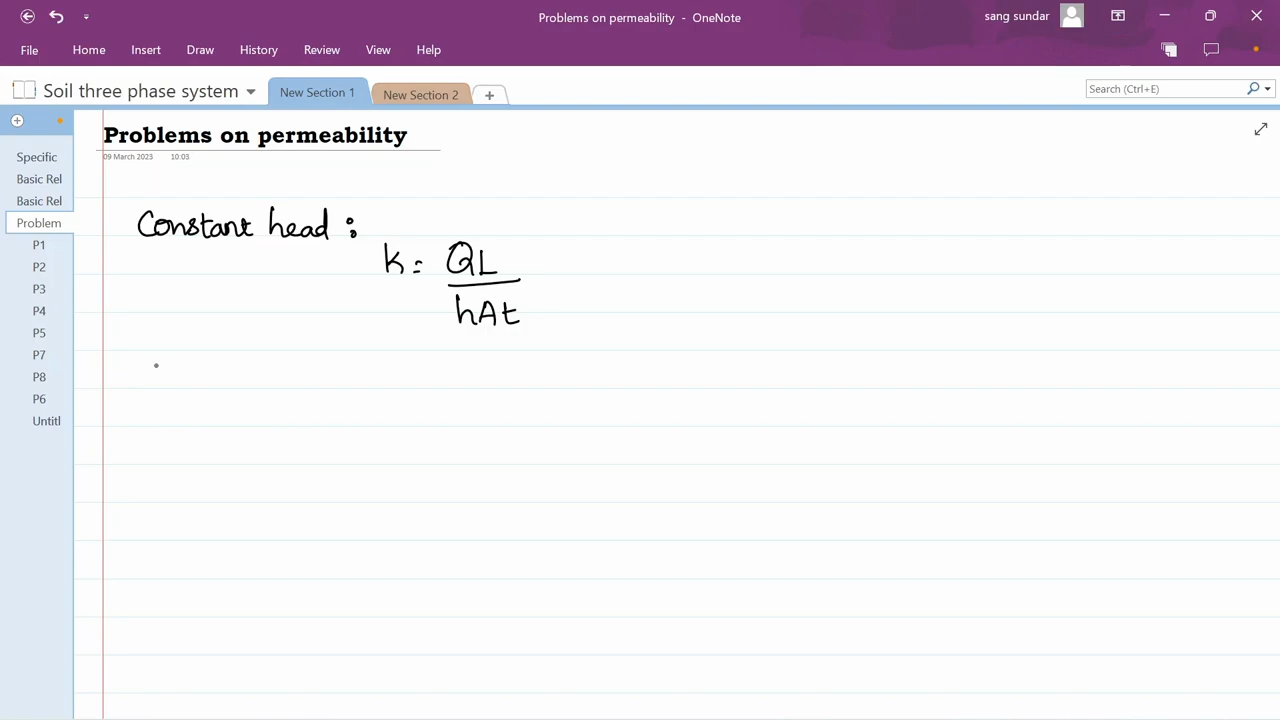 Problems on permeability - OneNote
sang sundar
File Home Insert Draw History Review View Help
Soil three phase system New Section 1 New Section 2 +
Search (Ctrl+E)
Problems on permeability
09 March 2023 10:03
Specific
Basic Rel
Basic Rel
Problem
P1
P2
P3
P4
P5
P7
P8
P6
Untitl
Constant head :
k = QL
hAt